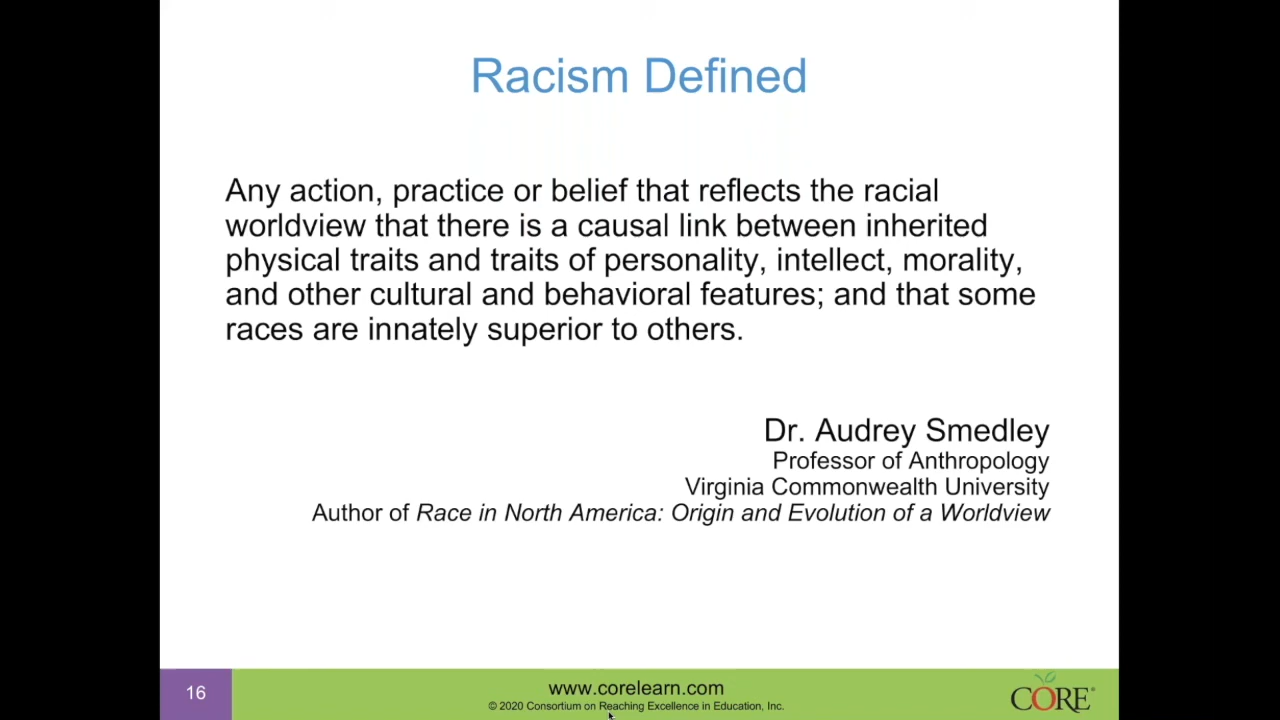 Racism Defined
Any action, practice or belief that reflects the racial
worldview that there is a causal link between inherited
physical traits and traits of personality, intellect, morality,
and other cultural and behavioral features; and that some
races are innately superior to others.
Dr. Audrey Smedley
Professor of Anthropology
Virginia Commonwealth University
Author of Race in North America: Origin and Evolution of a Worldview
16
www.corelearn.com
© 2020 Consortium on Reaching Excellence in Education, Inc.
CORE®